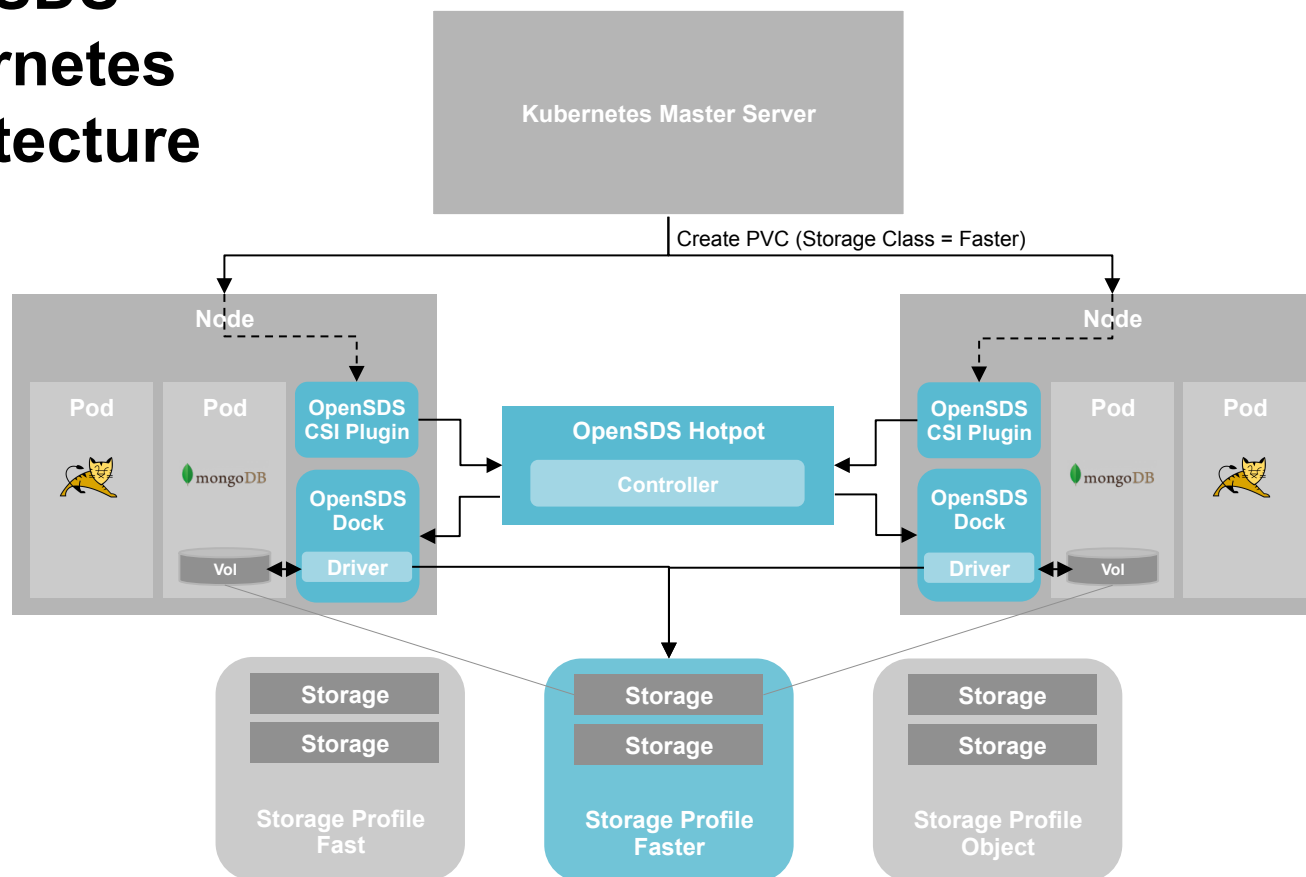 SDS
rnetes
tecture
Kubernetes Master Server
Create PVC (Storage Class = Faster)
Node
Pod
Pod
mongoDB
Vol
OpenSDS
CSI Plugin
OpenSDS
Dock
Driver
OpenSDS Hotpot
Controller
Node
OpenSDS
CSI Plugin
OpenSDS
Dock
Driver
Pod
mongoDB
Vol
Pod
Storage
Storage
Storage Profile
Fast
Storage
Storage
Storage Profile
Faster
Storage
Storage
Storage Profile
Object